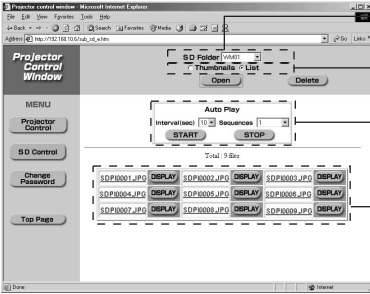 Projector control window - Microsoft Internet Explorer
File Edit View Favorites Tools Help
Back Search Favorites Media
Address http://192.168.10.6/sub_sd_e.htm Go Links
Projector Control Window
SD Folder WM01
Thumbnails List
Open Delete
MENU
Projector Control
SD Control
Change Password
Top Page
Auto Play
Interval(sec) 10 Sequences 1
START STOP
Total : 9 files
SDPI0001.JPG DISPLAY SDPI0002.JPG DISPLAY SDPI0003.JPG DISPLAY
SDPI0004.JPG DISPLAY SDPI0005.JPG DISPLAY SDPI0006.JPG DISPLAY
SDPI0007.JPG DISPLAY SDPI0008.JPG DISPLAY SDPI0009.JPG DISPLAY
Done Internet